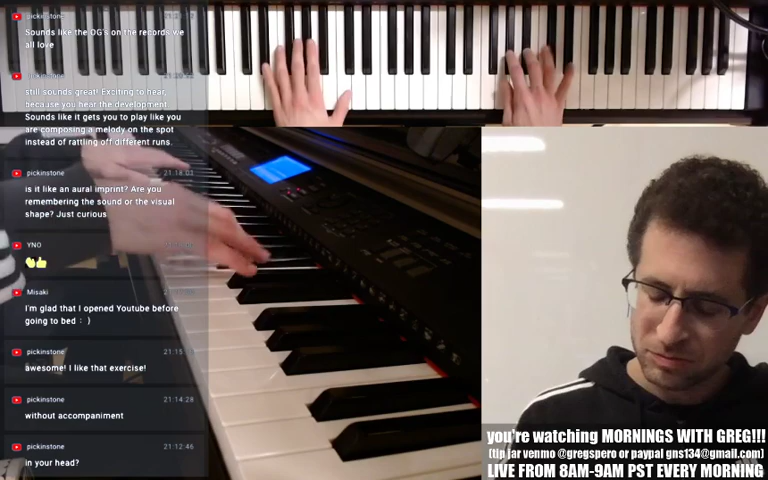 pickinstone
Sounds like the OG's on the records we
all love
pickinstone
still sounds great! Exciting to hear,
because you hear the development.
Sounds like it gets you to play like you
are composing a melody on the spot
instead of rattling off different runs.
pickinstone 21:18:03
is it like an aural imprint? Are you
remembering the sound or the visual
shape? Just curious
YNO
Misaki
I'm glad that I opened Youtube before
going to bed : )
pickinstone 21:15
awesome! I like that exercise!
pickinstone 21:14:28
without accompaniment
pickinstone 21:12:46
in your head?
you're watching MORNINGS WITH GREG!!!
(tip jar venmo @gregspero or paypal gns134@gmail.com)
LIVE FROM 8AM-9AM PST EVERY MORNING